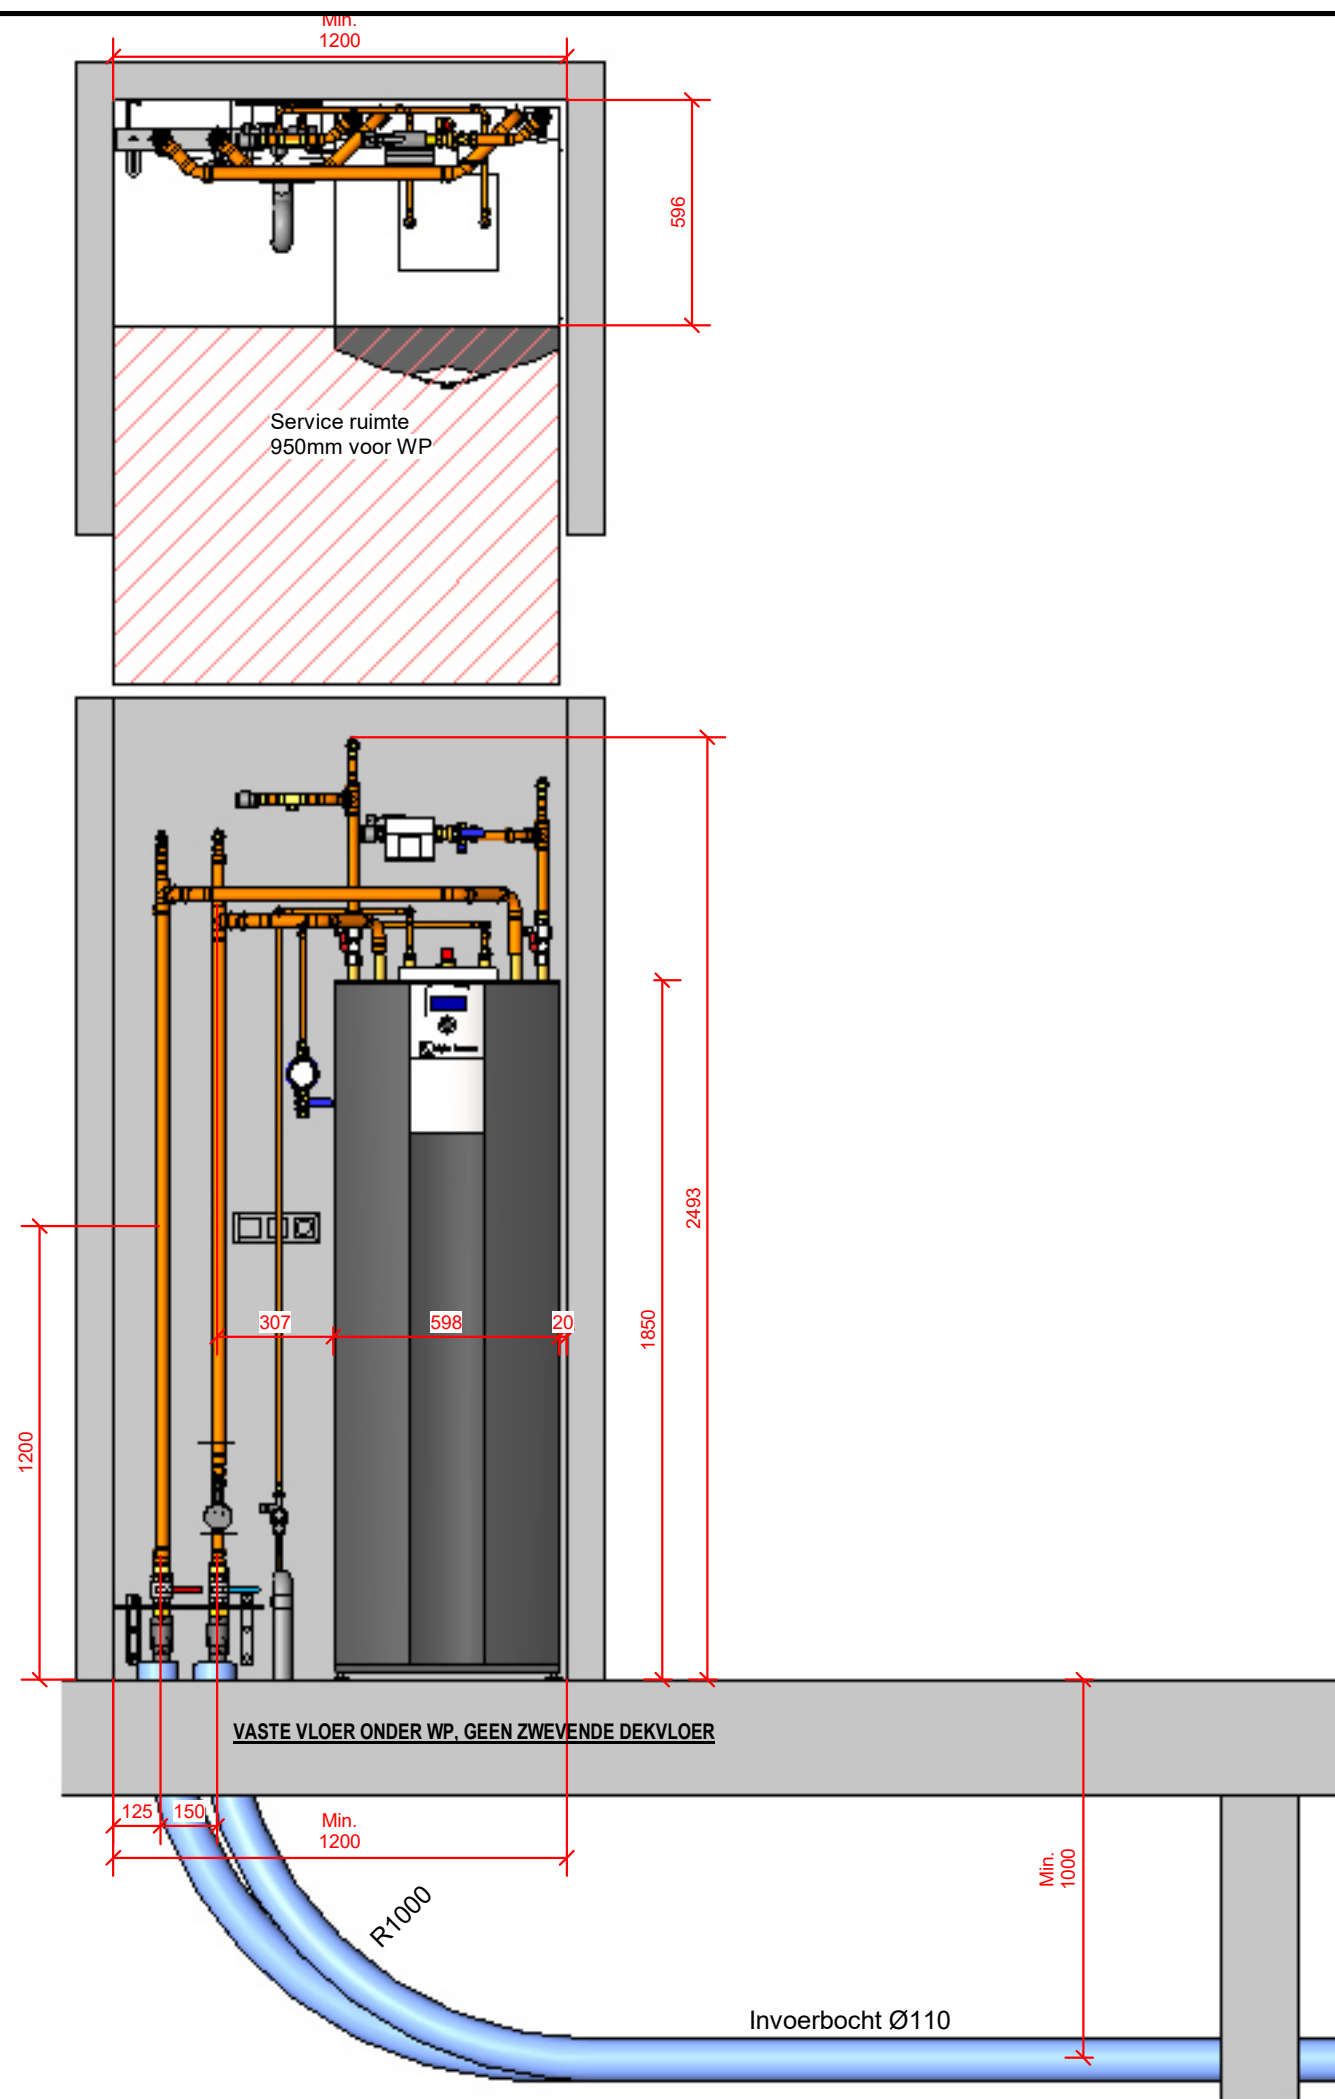 Min.
1200
596
Service ruimte
950mm voor WP
2493
1850
307
598
20
1200
VASTE VLOER ONDER WP, GEEN ZWEVENDE DEKVLOER
125
150
Min.
1200
Min.
1000
R1000
Invoerbocht Ø110